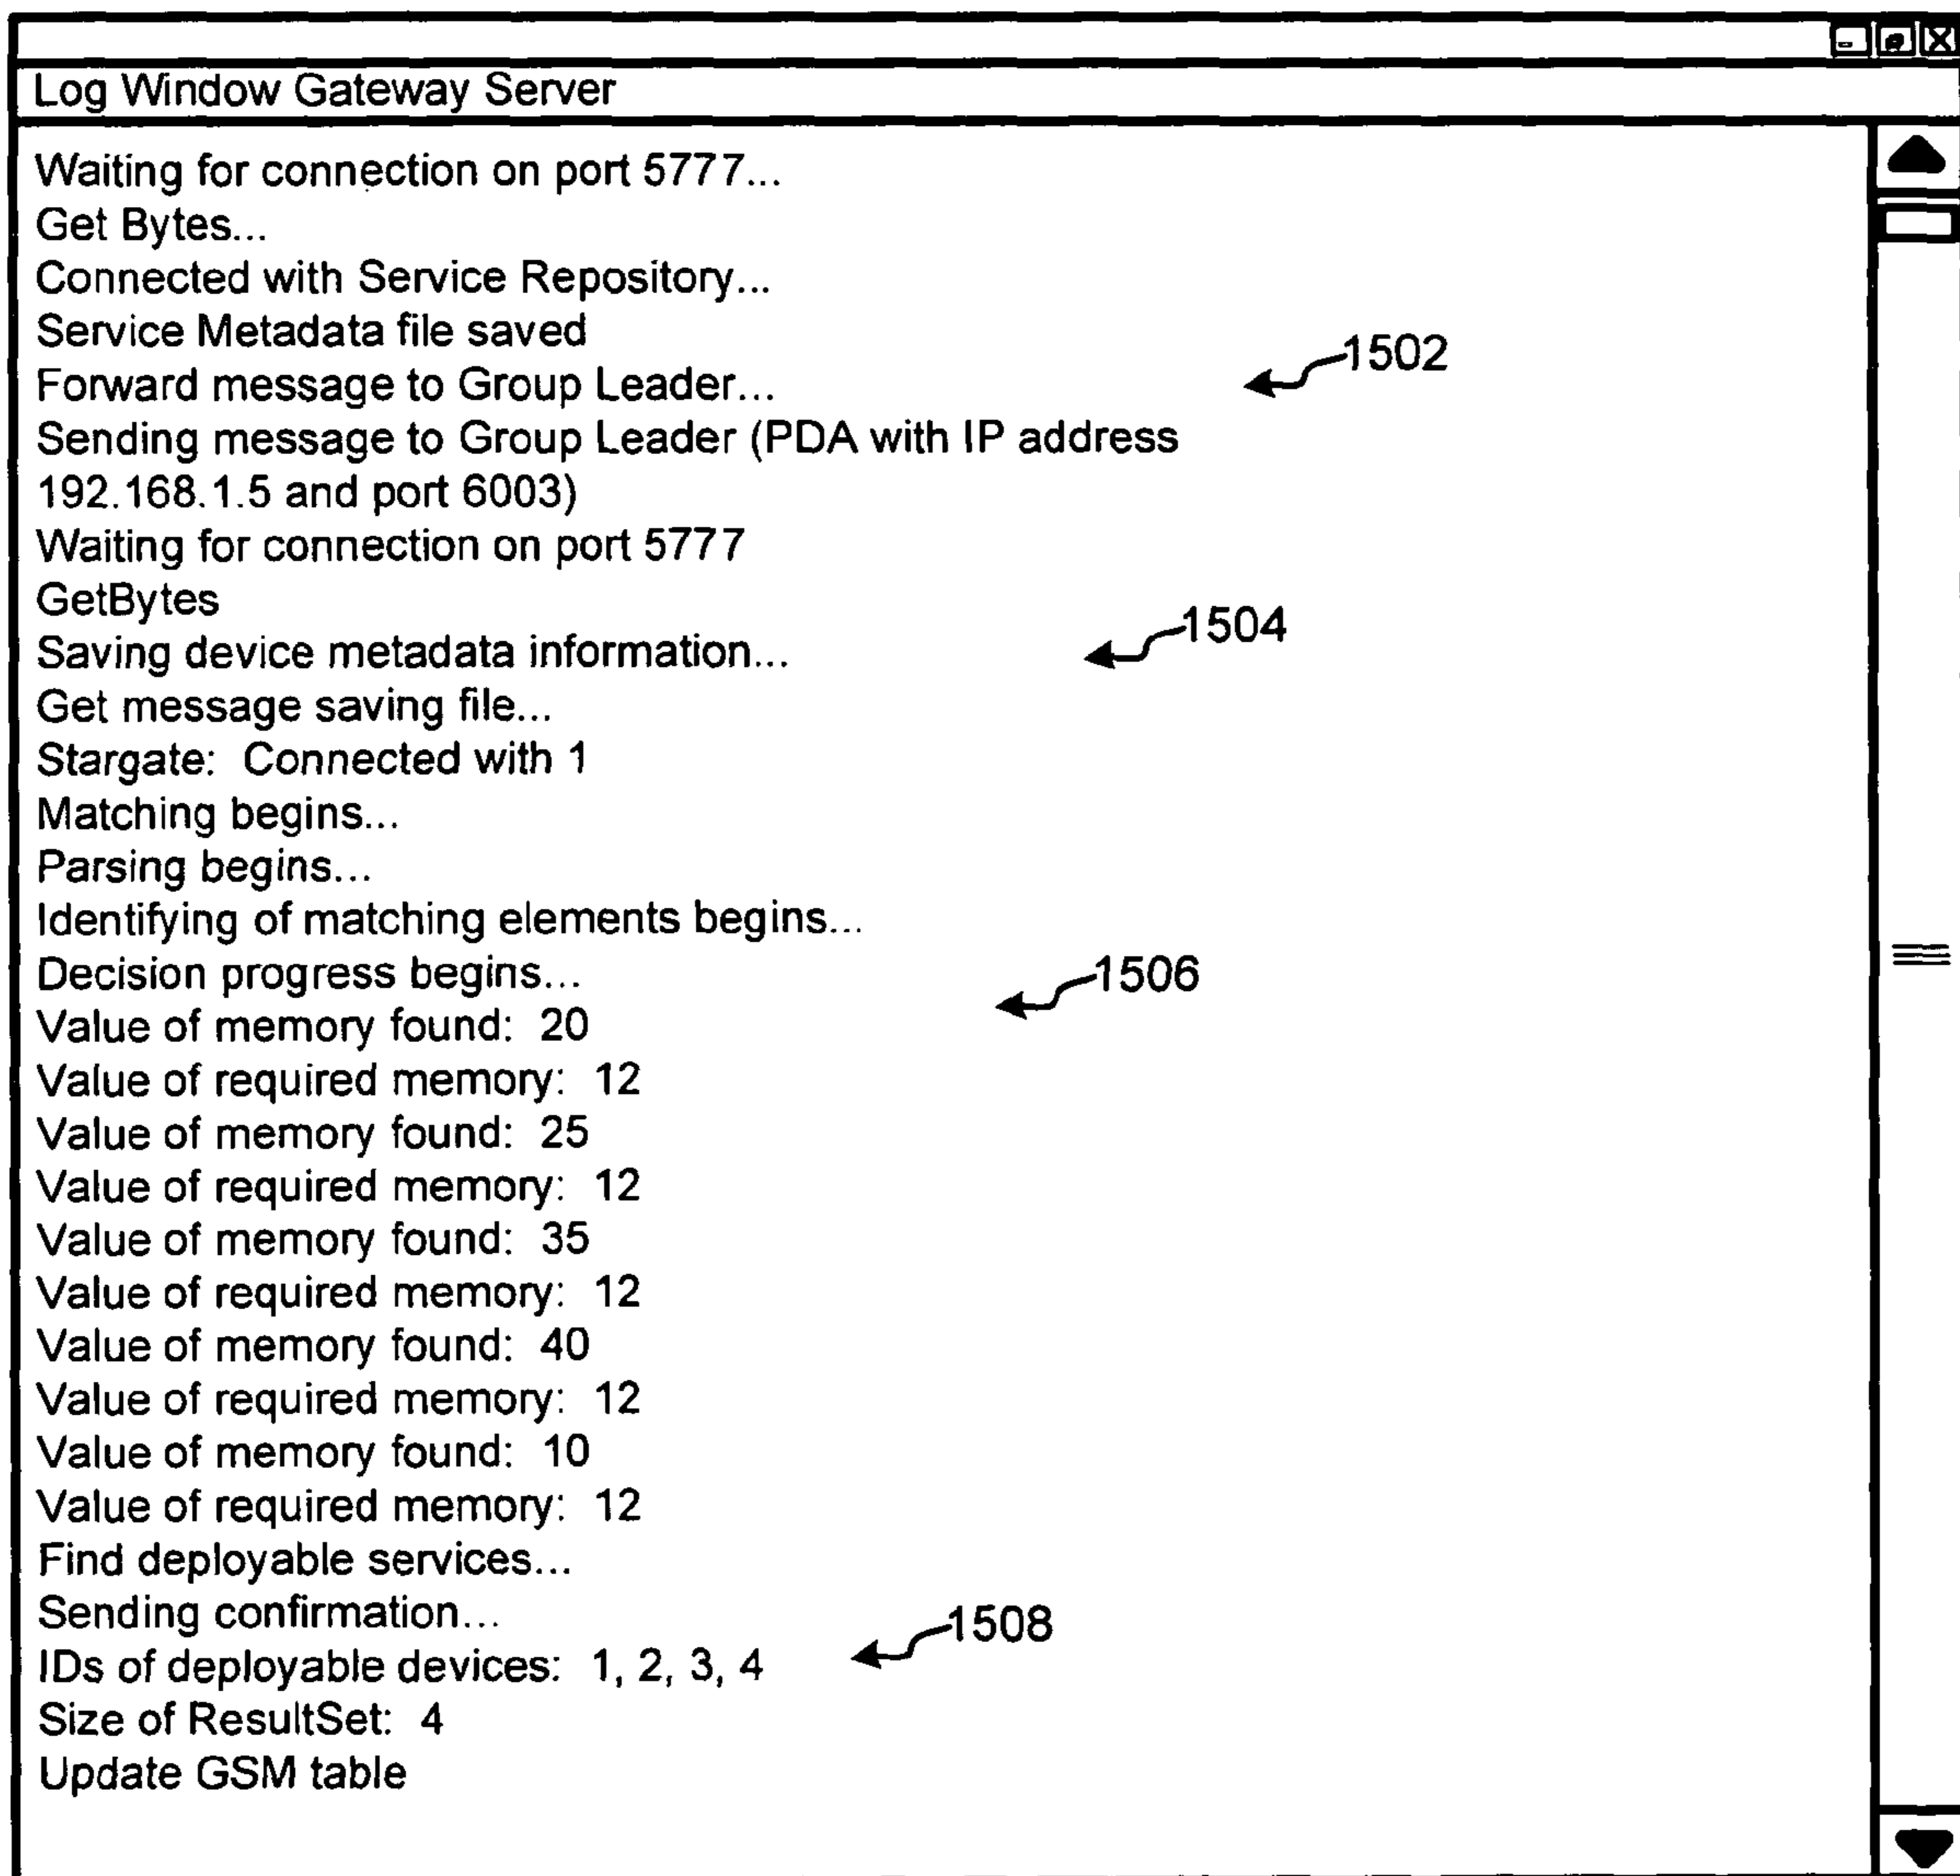 Log Window Gateway Server
Waiting for connection on port 5777...
Get Bytes...
Connected with Service Repository...
Service Metadata file saved
1502
Forward message to Group Leader...
Sending message to Group Leader (PDA with IP address
192.168.1.5 and port 6003)
Waiting for connection on port 5777
GetBytes
1504
Saving device metadata information...
Get message saving file...
Stargate: Connected with 1
Matching begins...
Parsing begins...
Identifying of matching elements begins...
Decision progress begins...
1506
Value of memory found: 20
Value of required memory: 12
Value of memory found: 25
Value of required memory: 12
Value of memory found: 35
Value of required memory: 12
Value of memory found: 40
Value of required memory: 12
Value of memory found: 10
Value of required memory: 12
Find deployable services...
Sending confirmation...
1508
IDs of deployable devices: 1, 2, 3, 4
Size of ResultSet: 4
Update GSM table